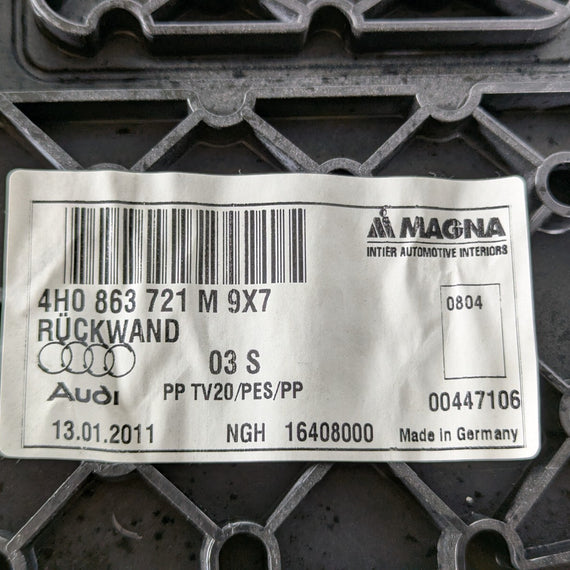 MAGNA
INTIER AUTOMOTIVE INTERIORS
4H0 863 721 M 9X7
RÜCKWAND
0804
03 S
Audi
PP TV20/PES/PP
00447106
13.01.2011 NGH 16408000 Made in Germany